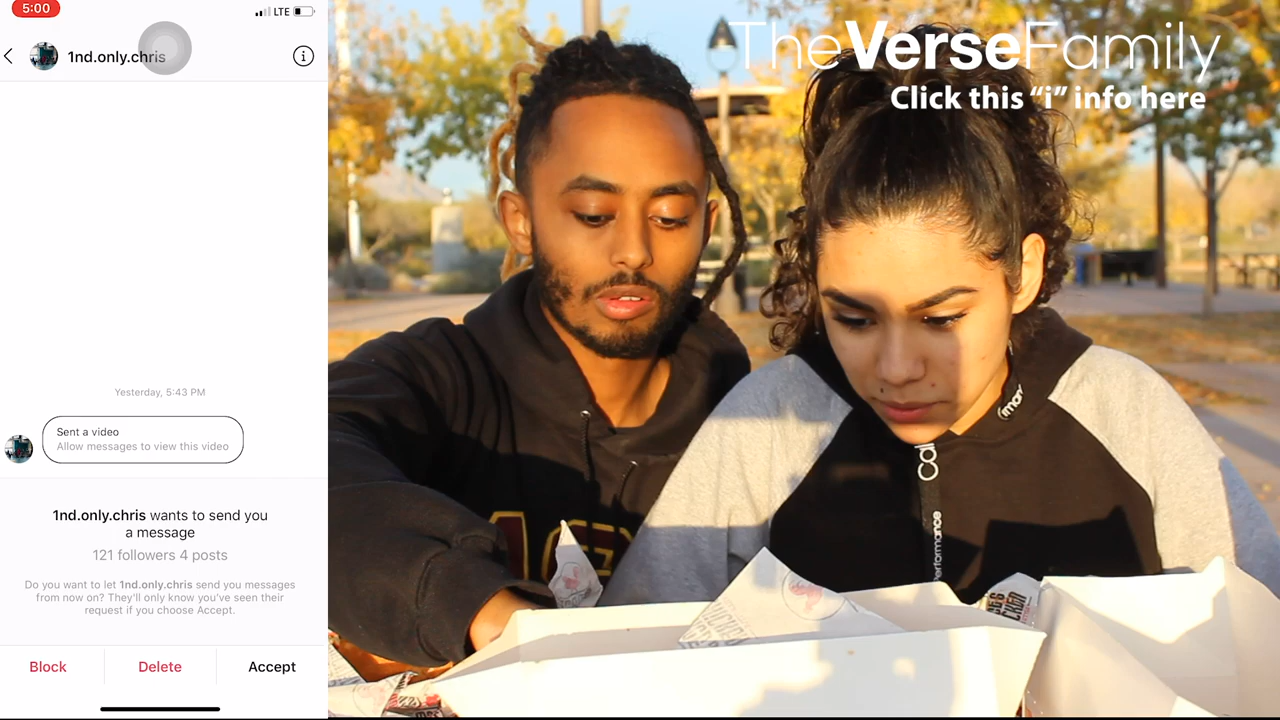 5:00
LTE
1nd.only.chris
Yesterday, 5:43 PM
Sent a video
Allow messages to view this video
1nd.only.chris wants to send you
a message
121 followers 4 posts
Do you want to let 1nd.only.chris send you messages
from now on? They'll only know you've seen their
request if you choose Accept.
Block
Delete
Accept
TheVerseFamily
Click this “i” info here
Performance